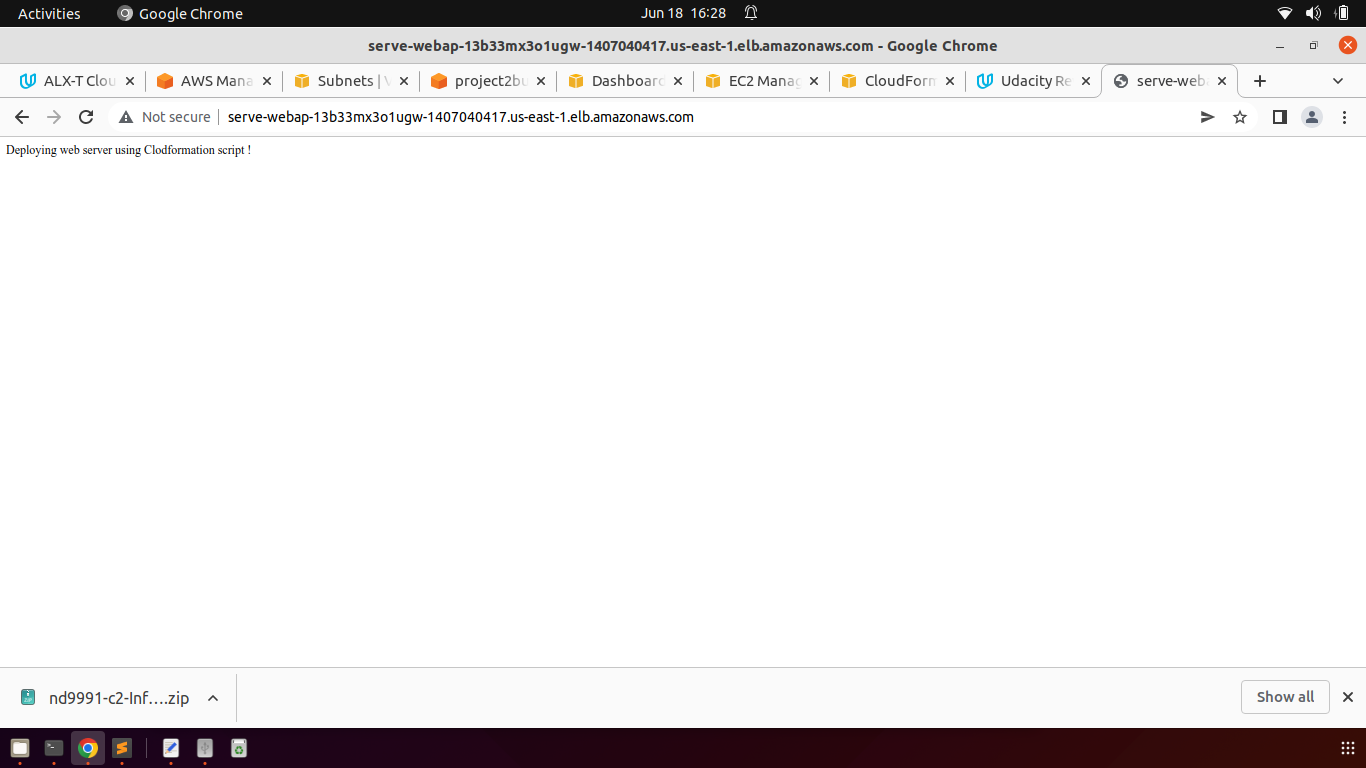 Activities Google Chrome Jun 18 16:28
serve-webap-13b33mx3o1ugw-1407040417.us-east-1.elb.amazonaws.com - Google Chrome
ALX-T Clou AWS Mana Subnets | V project2bu Dashboard EC2 Manag CloudForm Udacity Re serve-web
Not secure serve-webap-13b33mx3o1ugw-1407040417.us-east-1.elb.amazonaws.com
Deploying web server using Clodformation script !
nd9991-c2-Inf....zip Show all